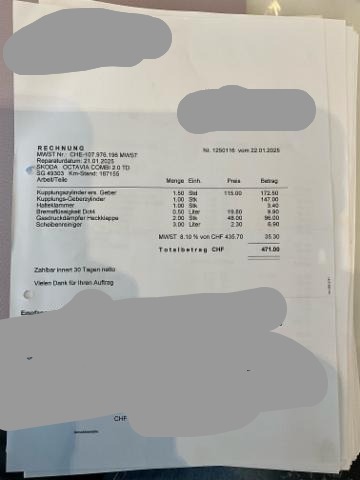 RECHNUNG
Nr. 1250116 vom 22.01.2025
MWST Nr.: CHE-107.976.196 MWST
Reparaturdatum: 21.01.2025
SKODA OCTAVIA COMBI 2.0 TD
SG 49303 Km-Stand: 187155
Arbeit/Teile Menge Einh. Preis Betrag
Kupplungszylinder ers. Geber 1.50 Std 115.00 172.50
Kupplungs-Geberzylinder 1.00 Stk 147.00
Halteklammer 1.00 Stk 3.40
Bremsflüssigkeit Dot4 0.50 Liter 19.80 9.90
Gasdruckdämpfer Heckklappe 2.00 Stk 48.00 96.00
Scheibenreiniger 3.00 Liter 2.30 6.90
MWST 8.10 % von CHF 435.70 35.30
Totalbetrag CHF 471.00
Zahlbar innert 30 Tagen netto
Vielen Dank für Ihren Auftrag
CHF